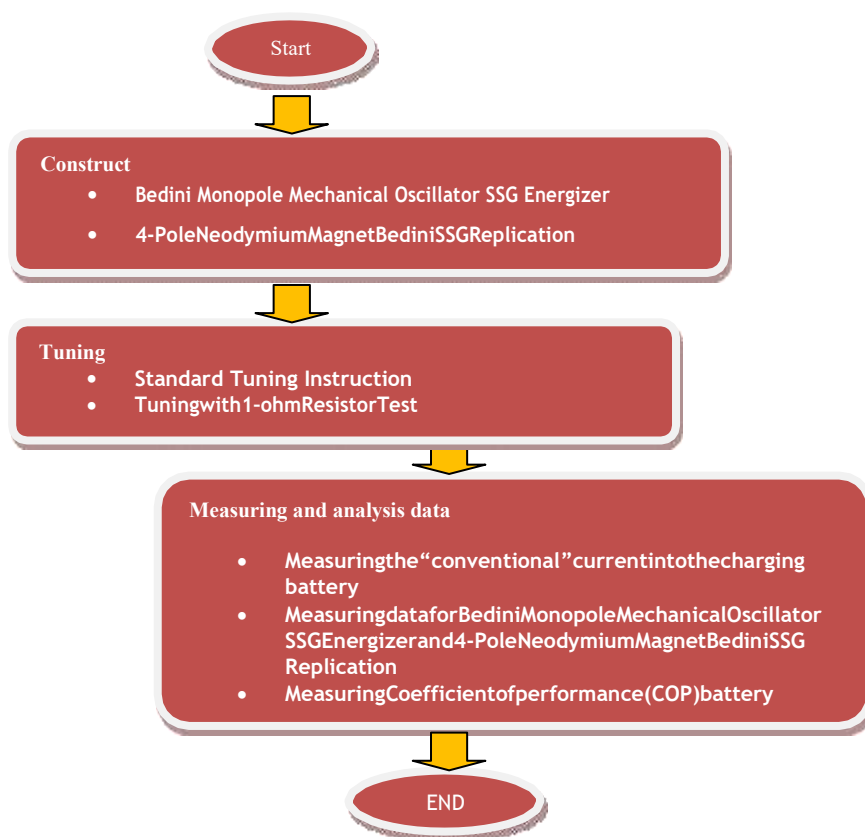 Start
Construct
• Bedini Monopole Mechanical Oscillator SSG Energizer
• 4-PoleNeodymiumMagnetBediniSSGReplication
Tuning
• Standard Tuning Instruction
• Tuningwith1-ohmResistorTest
Measuring and analysis data
• Measuringthe“conventional”currentintothecharging
battery
• MeasuringdataforBediniMonopoleMechanicalOscillator
SSGEnergizerand4-PoleNeodymiumMagnetBediniSSG
Replication
• MeasuringCoefficientofperformance(COP)battery
END